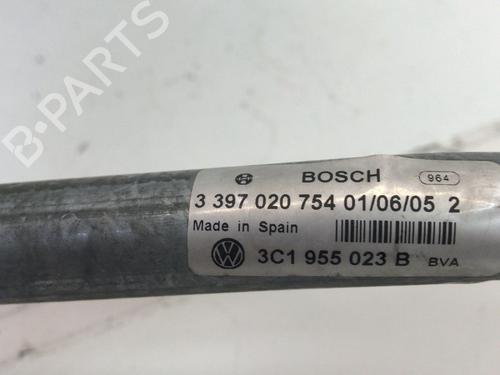 B-PARTS
BOSCH 964
3 397 020 754 01/06/05 2
Made in Spain
3C1 955 023 B BVA